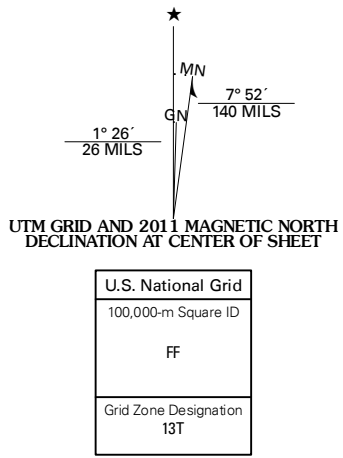 MN
7° 52´
140 MILS
GN
1° 26´
26 MILS
UTM GRID AND 2011 MAGNETIC NORTH
DECLINATION AT CENTER OF SHEET
U.S. National Grid
100,000-m Square ID
FF
Grid Zone Designation
13T